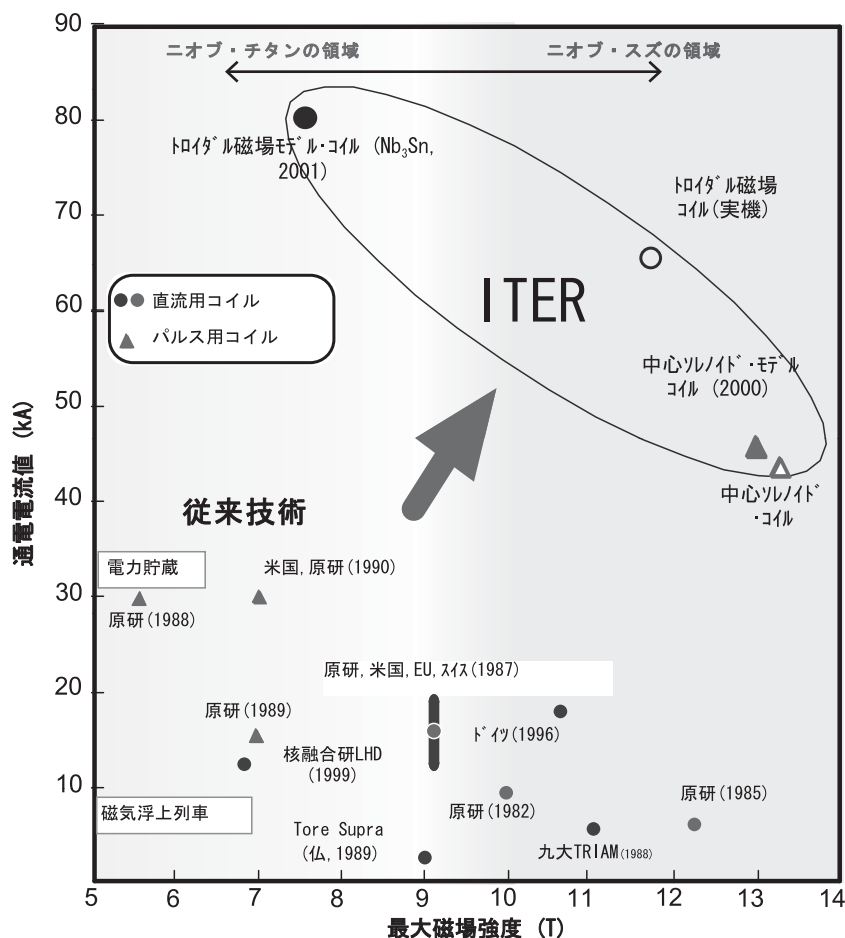 90
80
70
60
50
40
30
20
10
通電電流値 (kA)
ニオブ・チタンの領域
ニオブ・スズの領域
トロイダル磁場モデル・コイル (Nb₃Sn,
2001)
トロイダル磁場
コイル(実機)
直流用コイル
パルス用コイル
ITER
中心ソレノイド・モデル
コイル (2000)
中心ソレノイド
・コイル
従来技術
電力貯蔵
米国, 原研(1990)
原研(1988)
原研, 米国, EU, スイス(1987)
原研(1989)
ドイツ(1996)
核融合研LHD
(1999)
磁気浮上列車
原研(1982)
原研(1985)
Tore Supra
(仏, 1989)
九大TRIAM(1988)
5
6
7
8
9
10
11
12
13
14
最大磁場強度 (T)